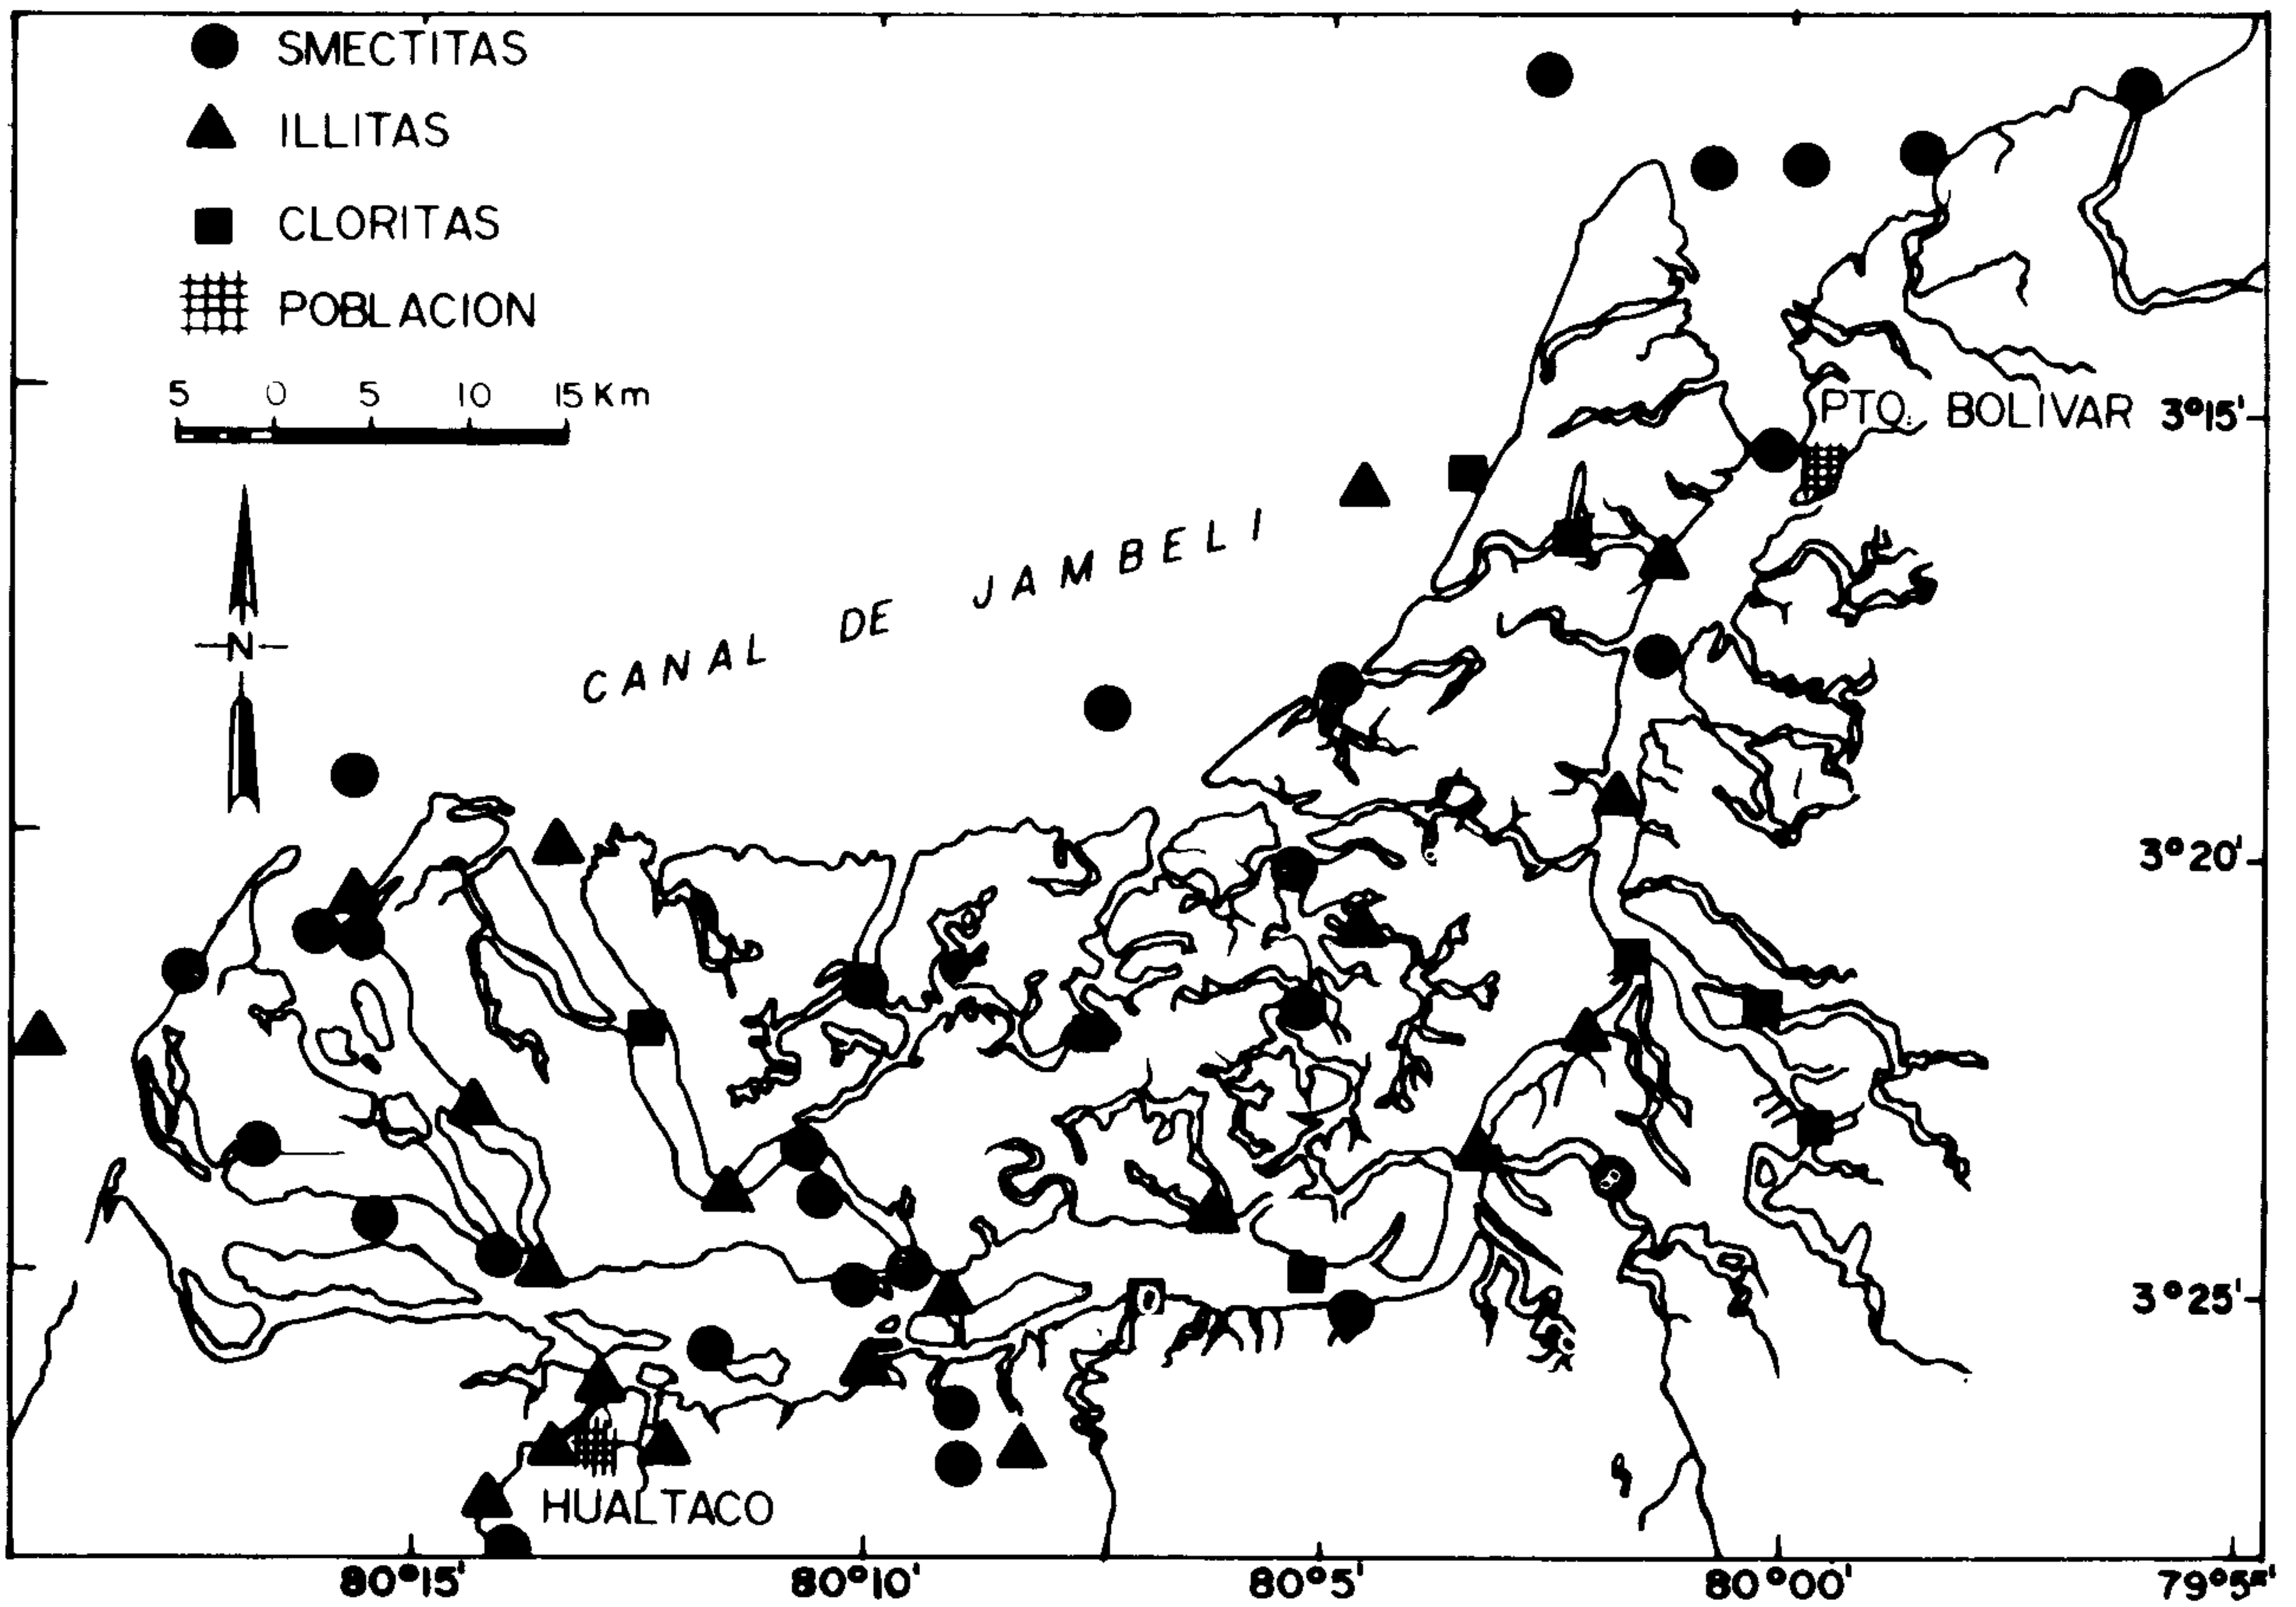 SMECTITAS
ILLITAS
CLORITAS
POBLACION
5 0 5 10 15 Km
PTO. BOLIVAR 3°15'
CANAL DE JAMBELI
N
3°20'
3°25'
HUALTACO
80°15' 80°10' 80°5' 80°00' 79°55'